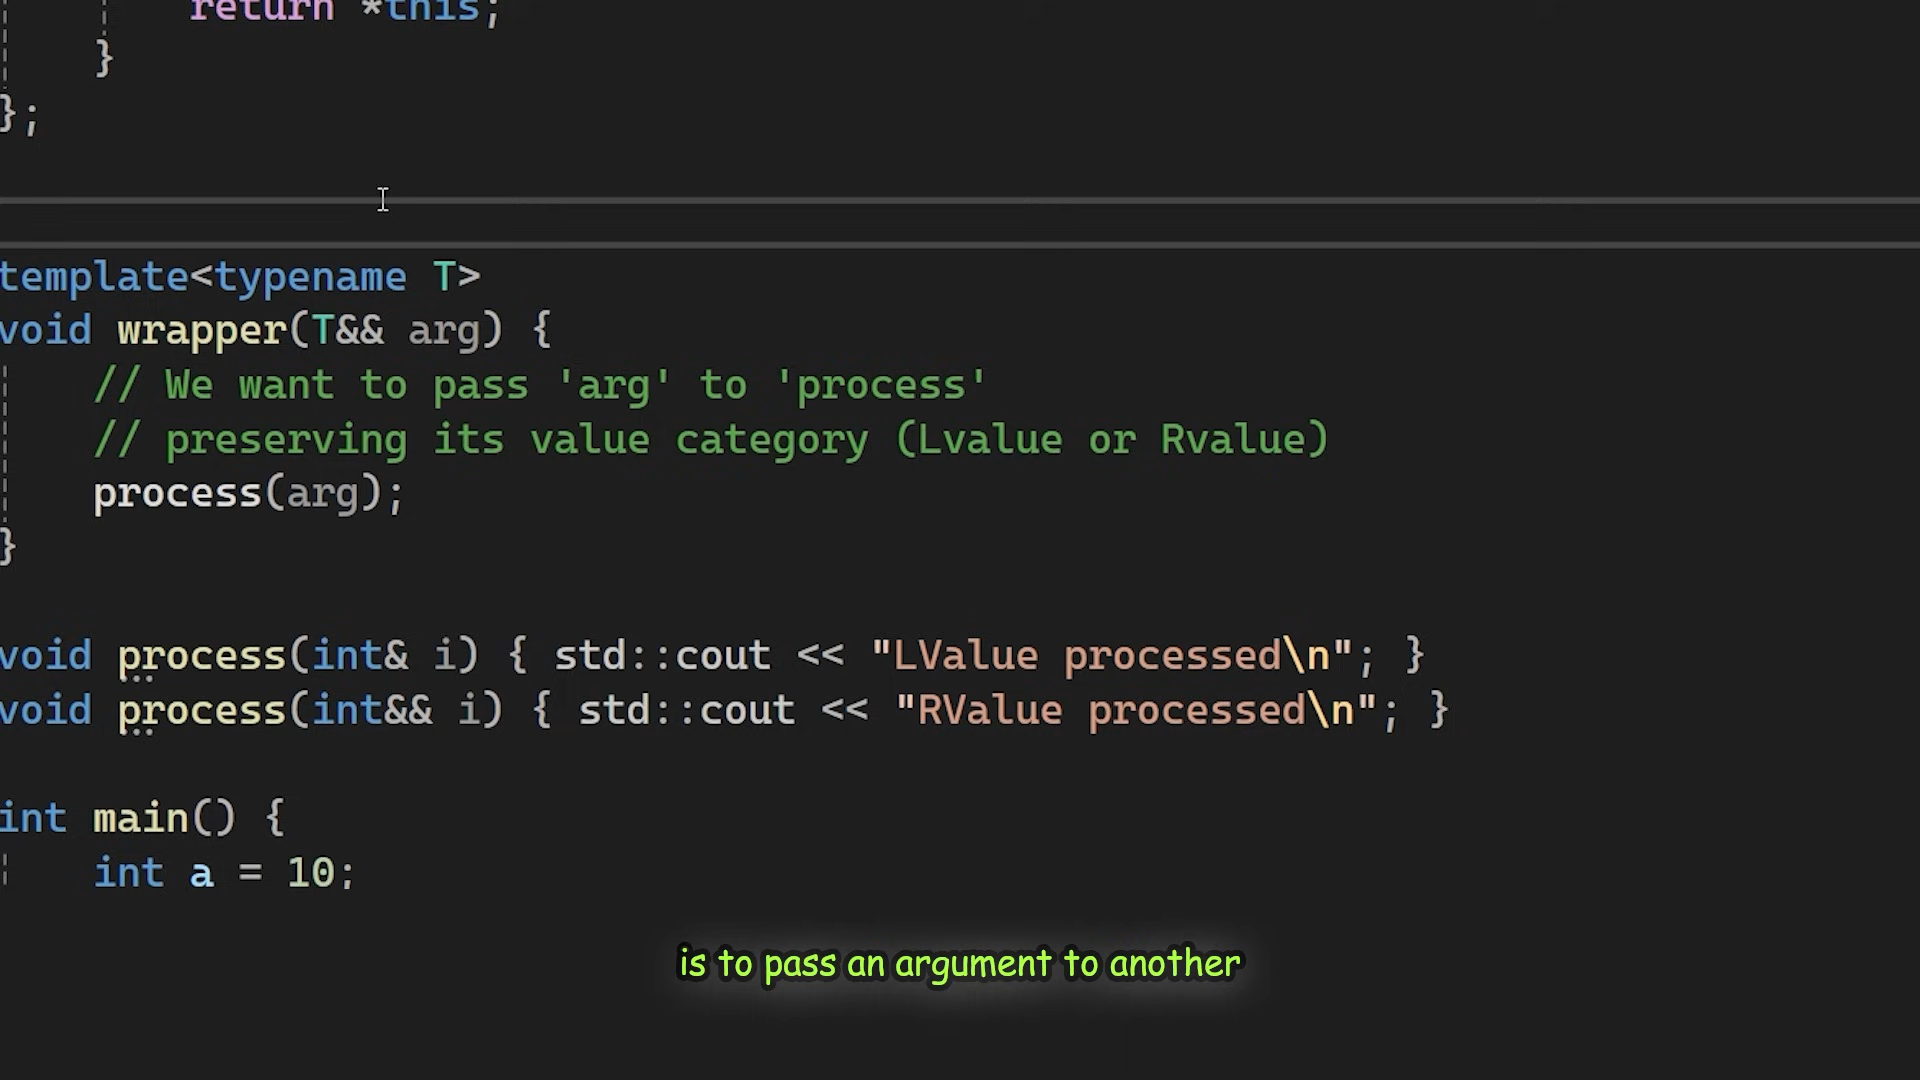 return *this;
}
};
template<typename T>
void wrapper(T&& arg) {
// We want to pass 'arg' to 'process'
// preserving its value category (Lvalue or Rvalue)
process(arg);
}
void process(int& i) { std::cout << "LValue processed\n"; }
void process(int&& i) { std::cout << "RValue processed\n"; }
int main() {
int a = 10;
is to pass an argument to another